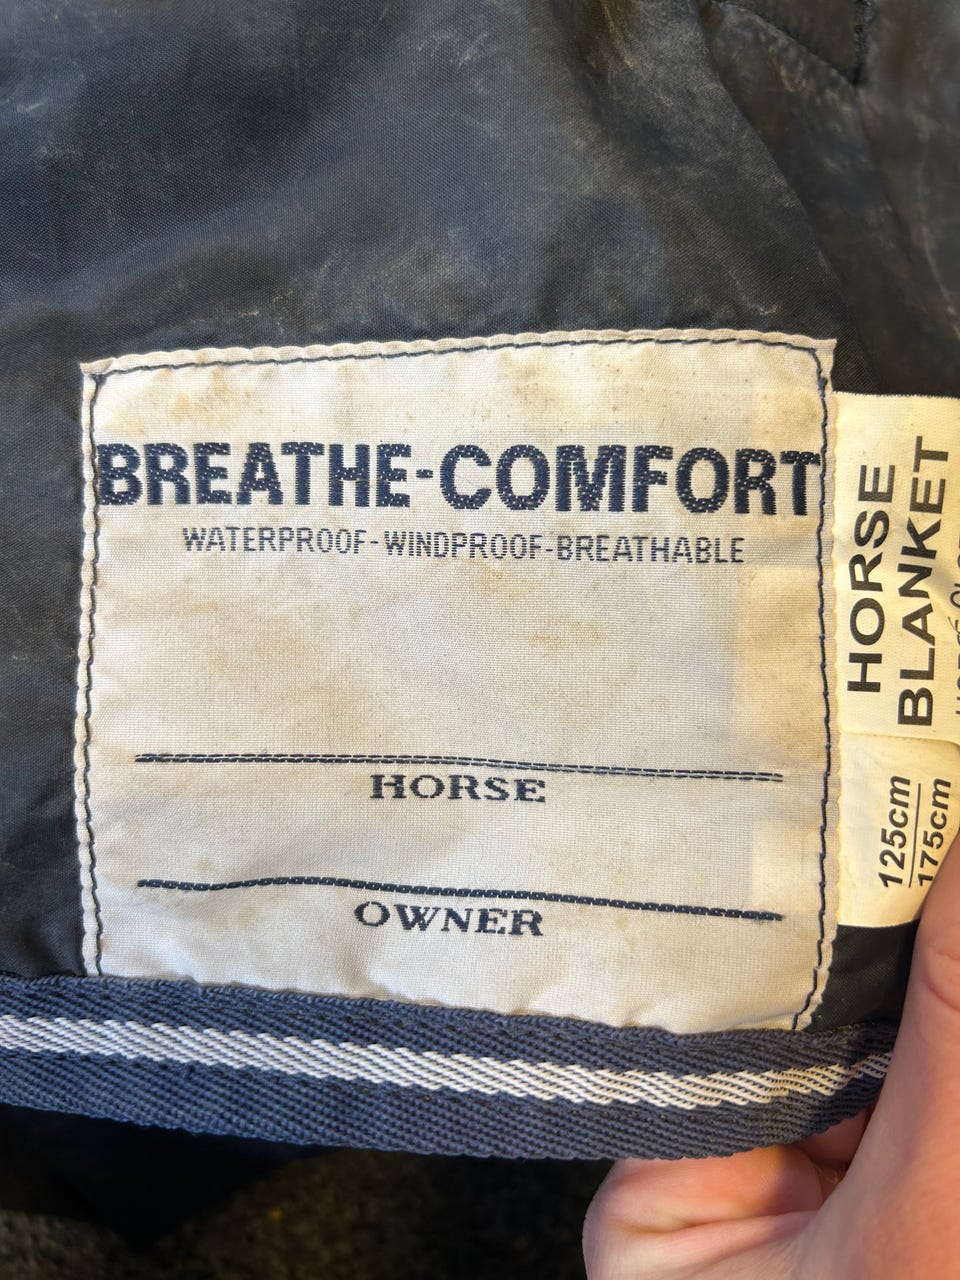 BREATHE-COMFORT
WATERPROOF-WINDPROOF-BREATHABLE
HORSE
OWNER
HORSE
BLANKET
125cm
175cm